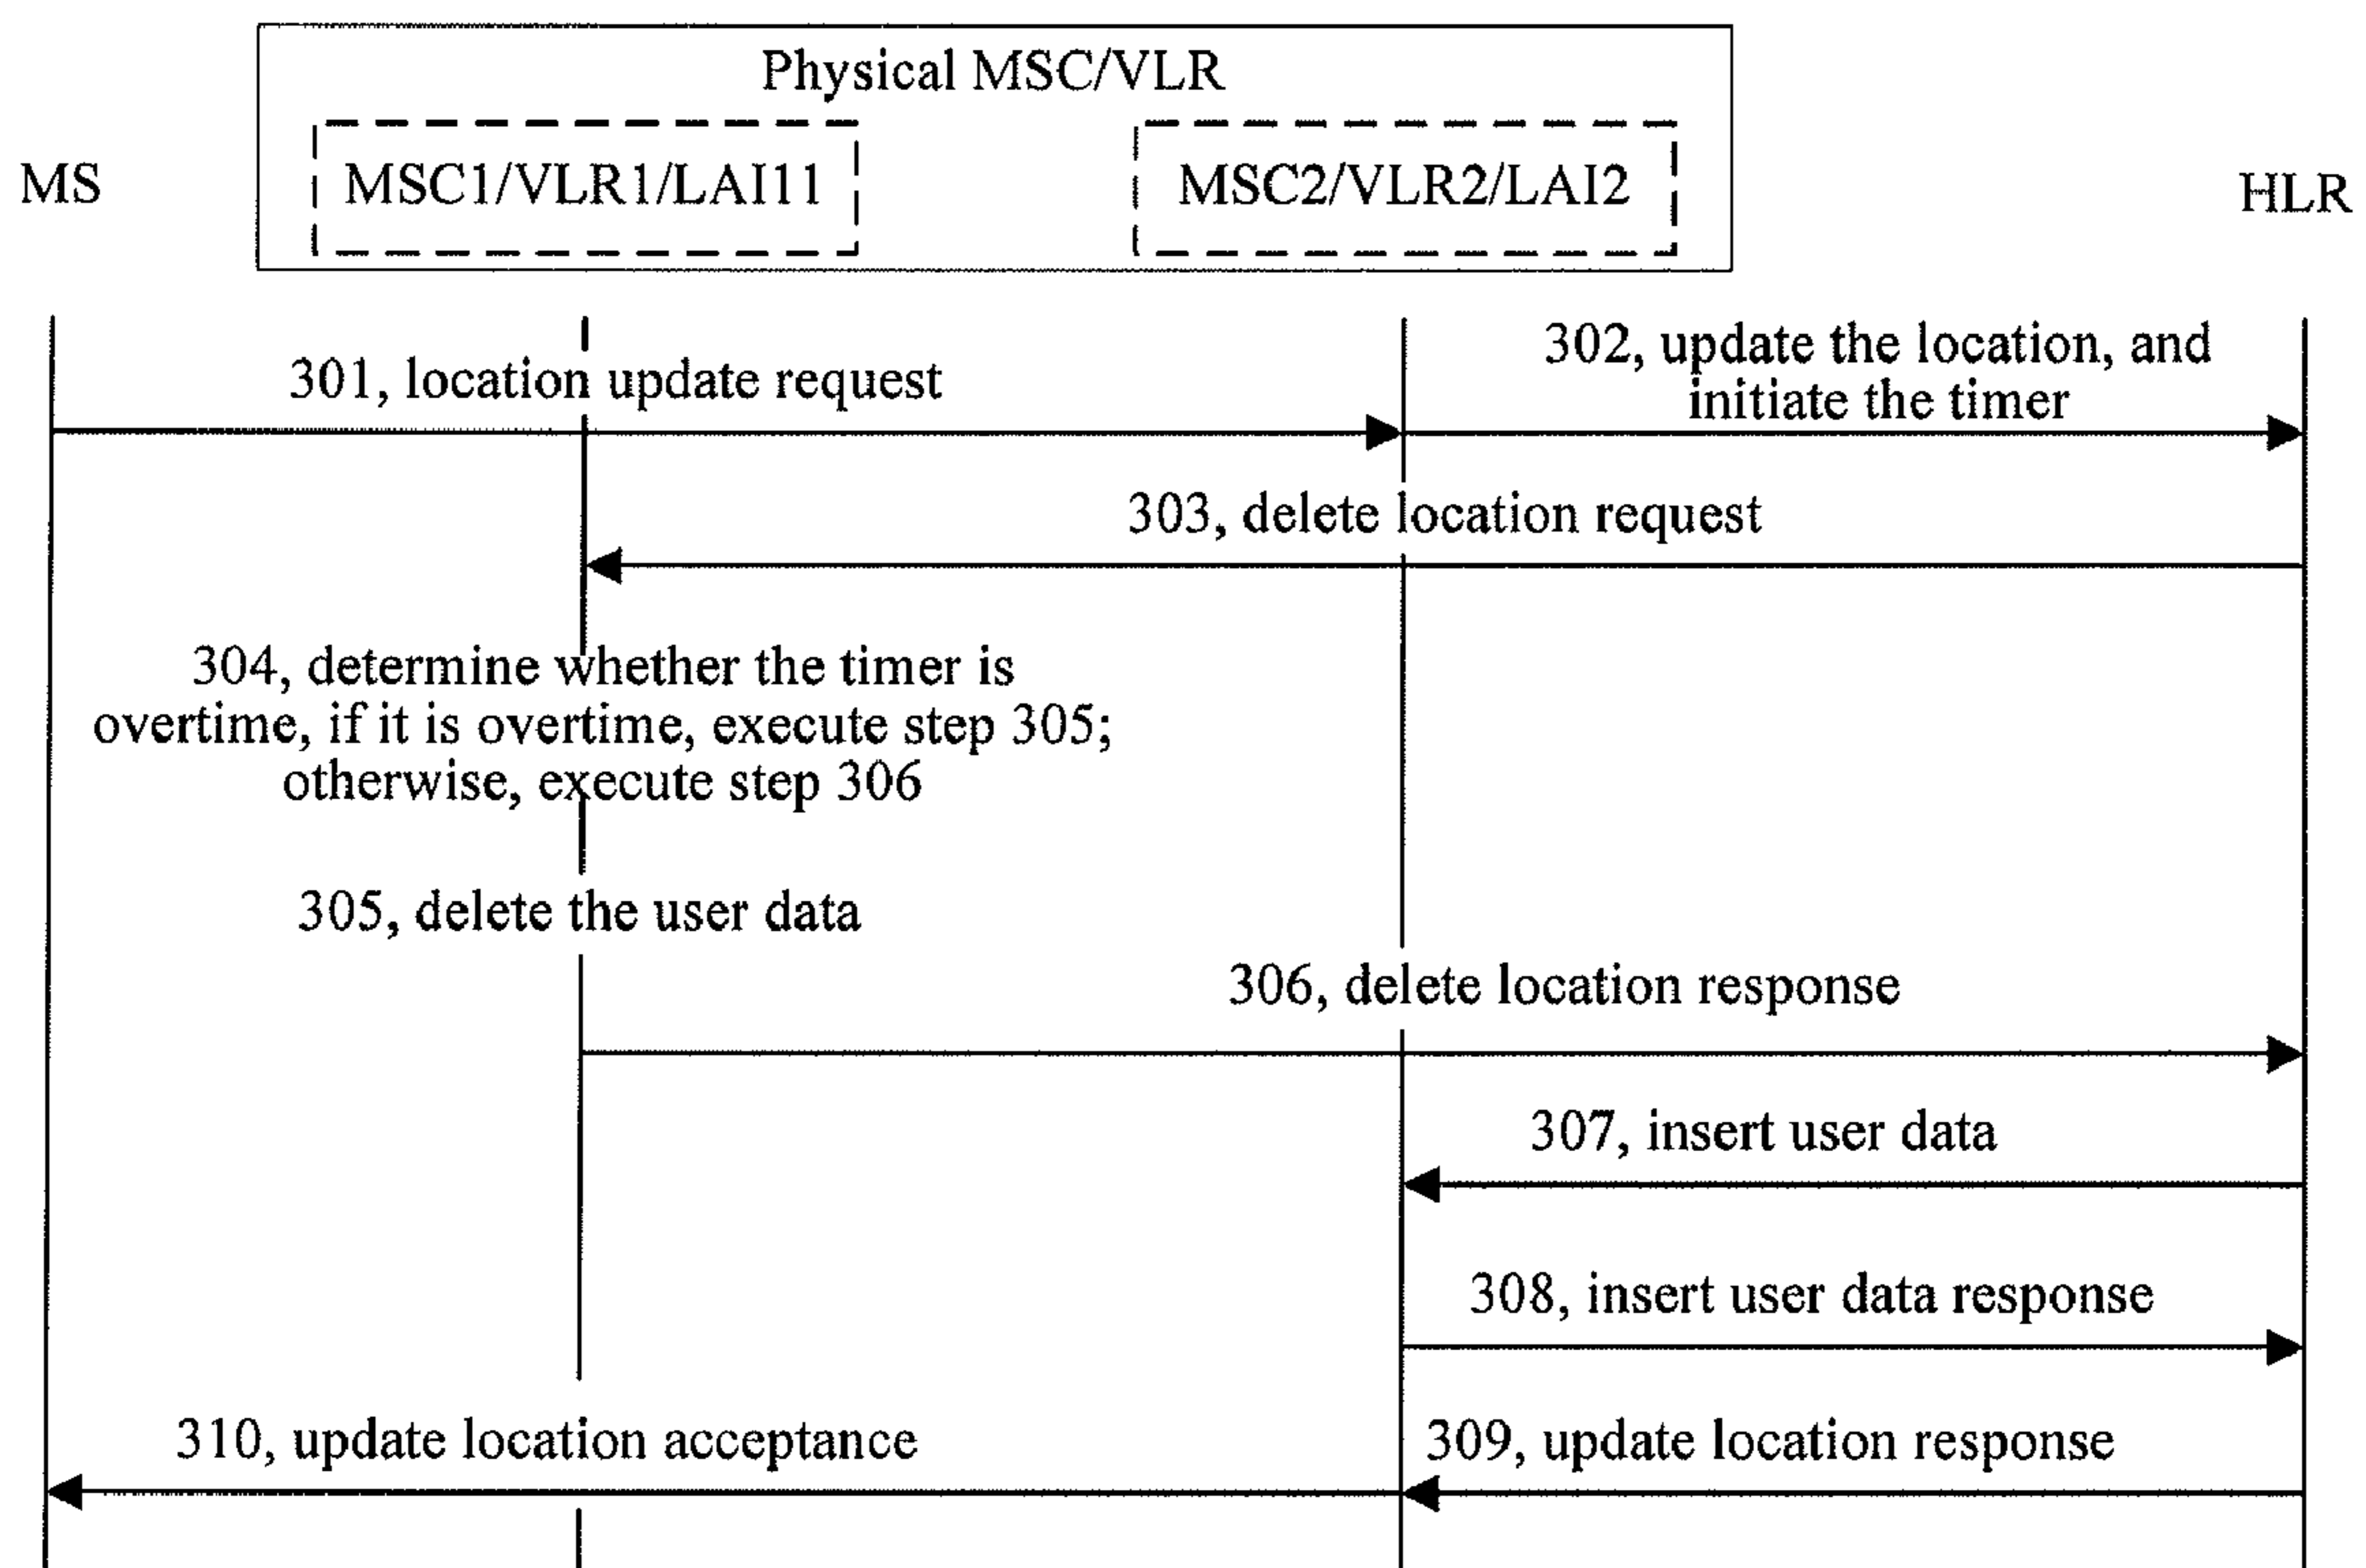 Physical MSC/VLR
MS
MSC1/VLR1/LAI11
MSC2/VLR2/LAI2
HLR
301, location update request
302, update the location, and
initiate the timer
303, delete location request
304, determine whether the timer is
overtime, if it is overtime, execute step 305;
otherwise, execute step 306
305, delete the user data
306, delete location response
307, insert user data
308, insert user data response
310, update location acceptance
309, update location response